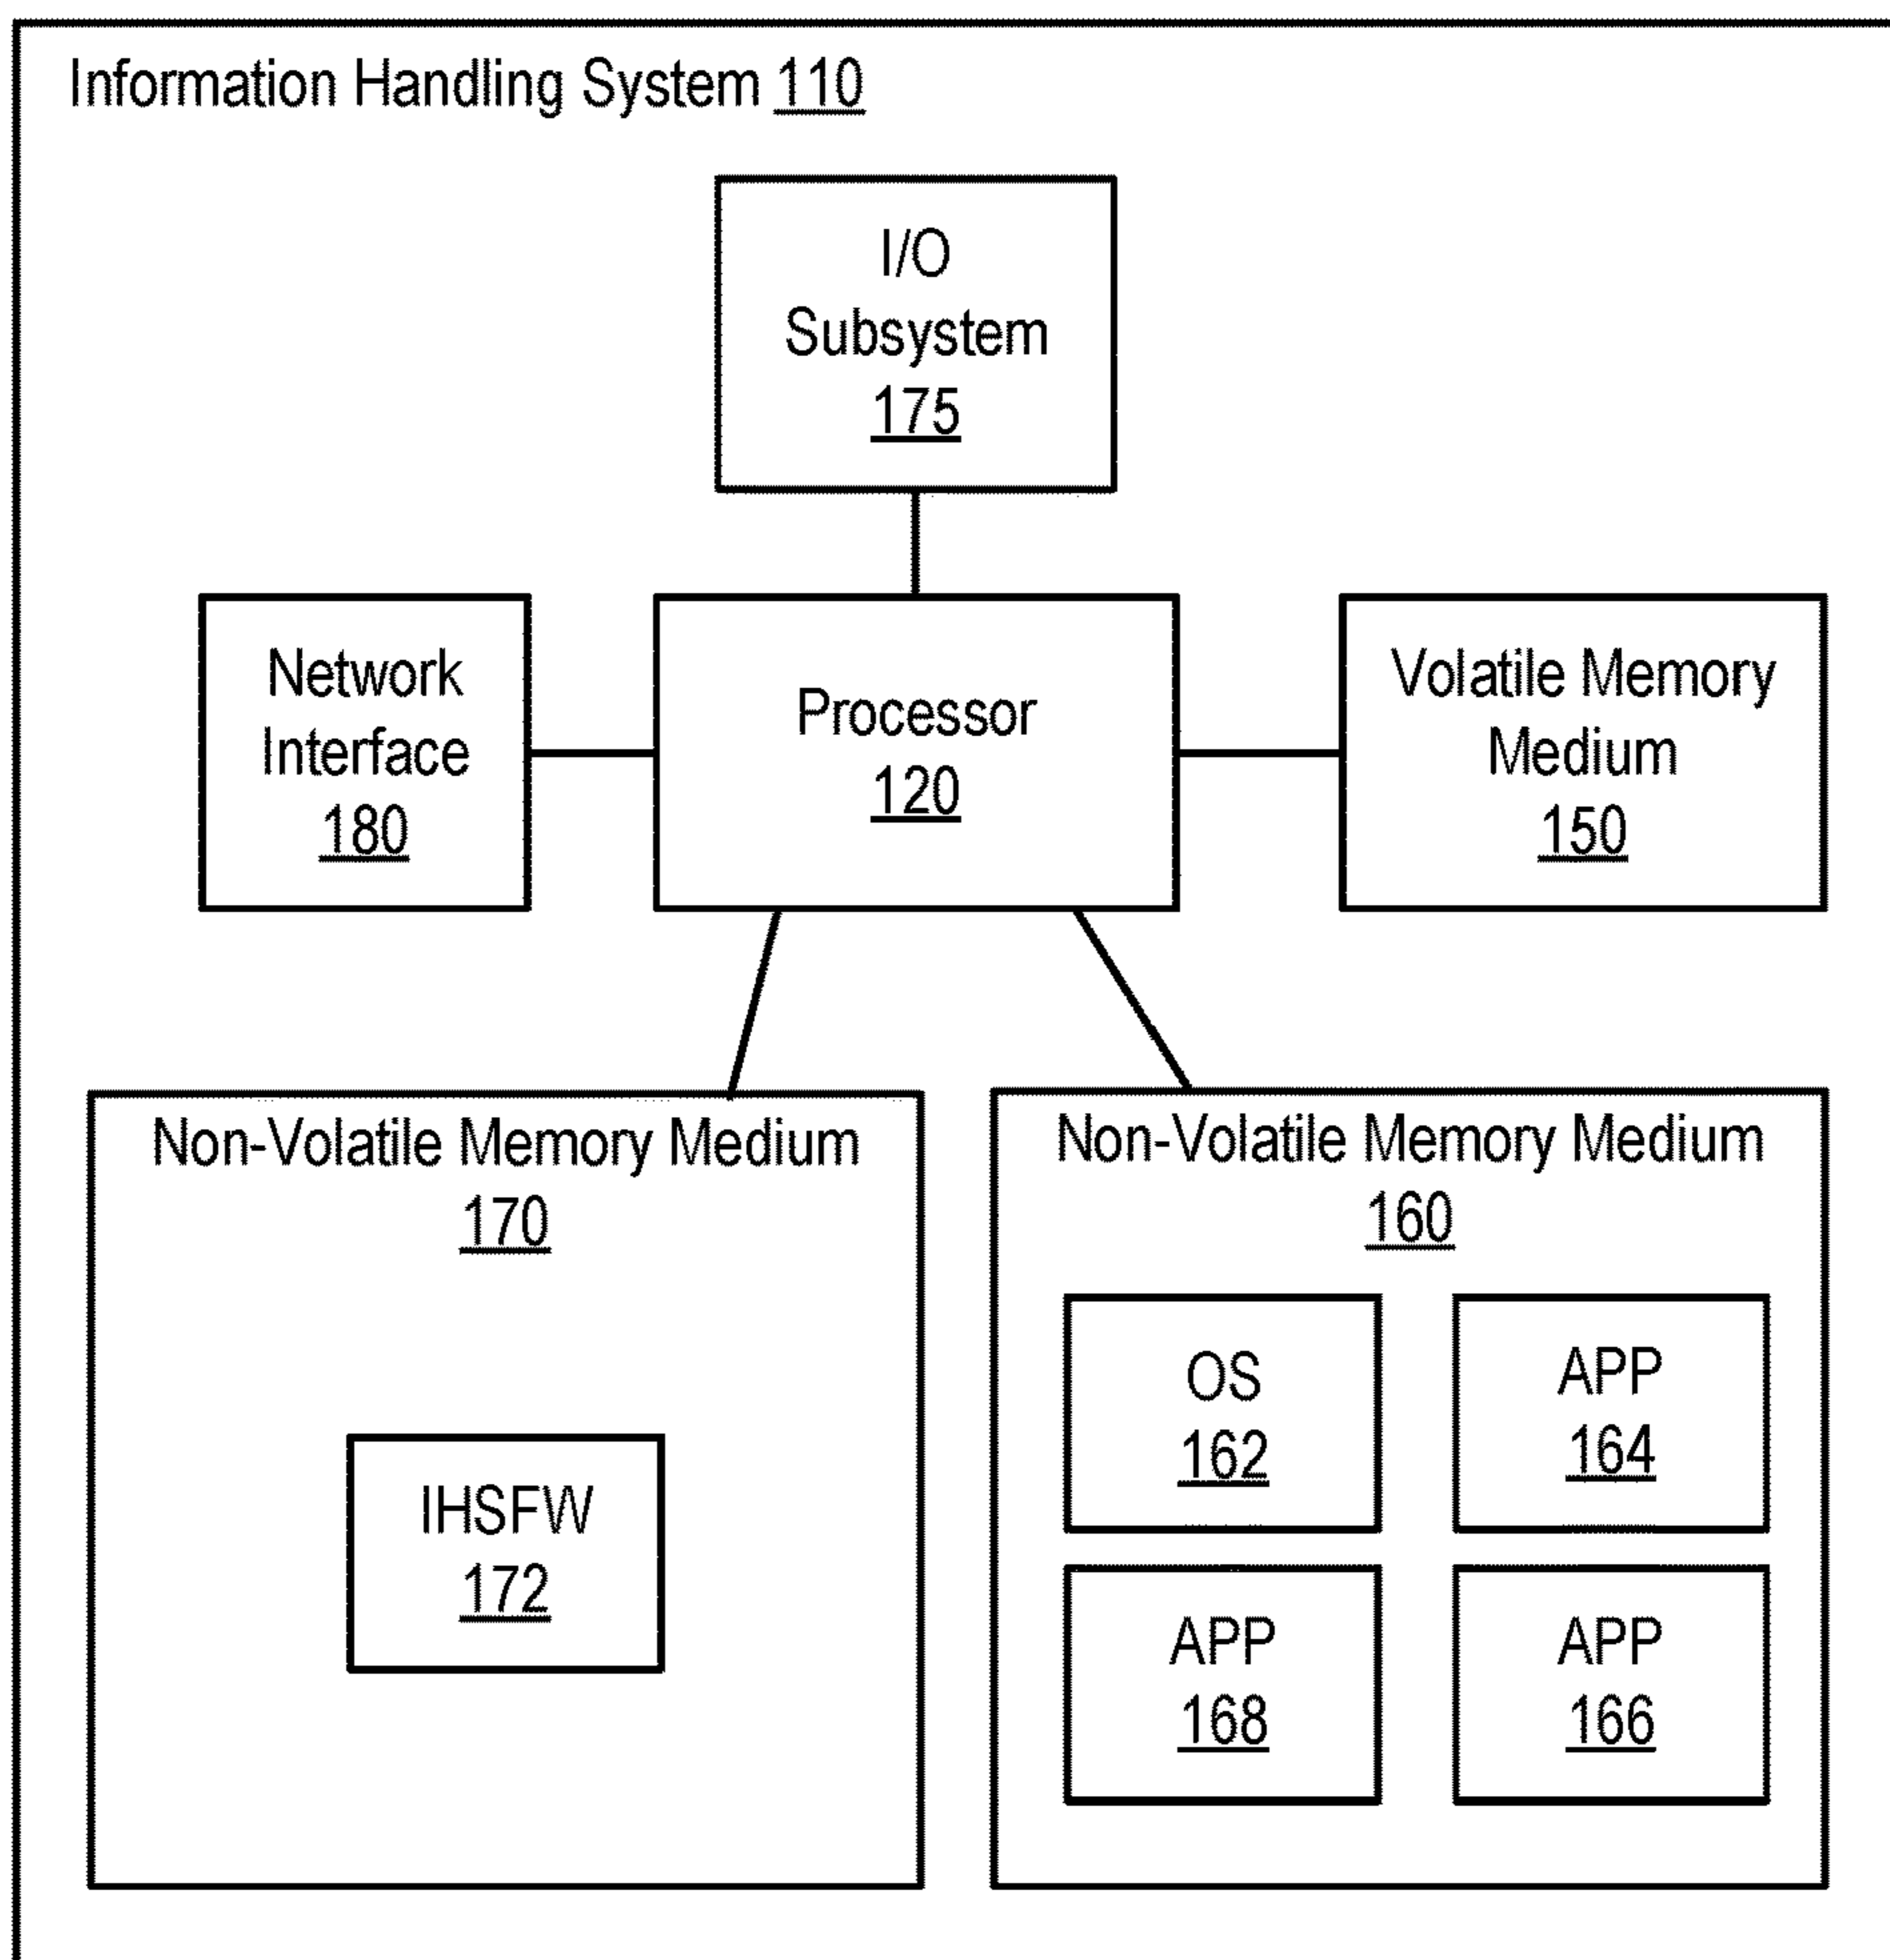 Information Handling System 110
I/O
Subsystem
175
Network
Interface
180
Processor
120
Volatile Memory
Medium
150
Non-Volatile Memory Medium
170
IHSFW
172
Non-Volatile Memory Medium
160
OS
162
APP
164
APP
168
APP
166